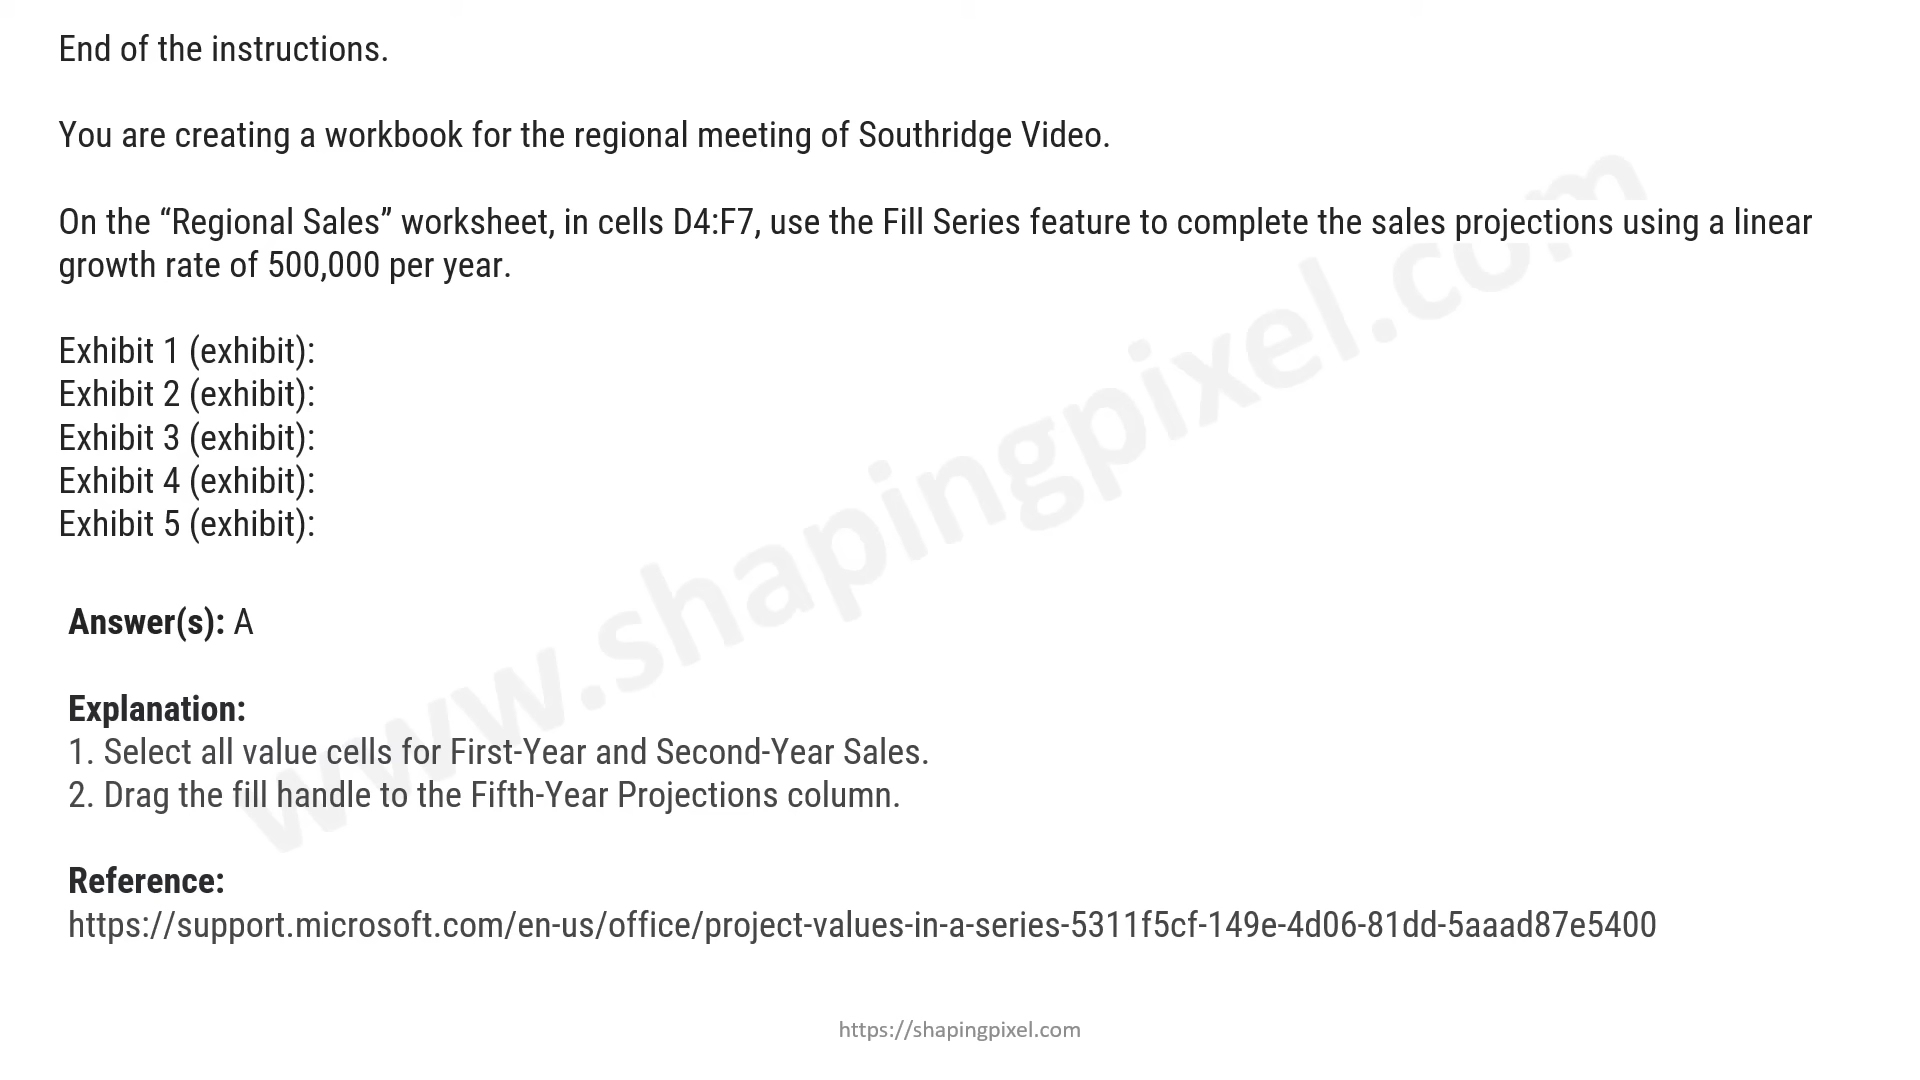 End of the instructions.
You are creating a workbook for the regional meeting of Southridge Video.
On the “Regional Sales” worksheet, in cells D4:F7, use the Fill Series feature to complete the sales projections using a linear
growth rate of 500,000 per year.
Exhibit 1 (exhibit):
Exhibit 2 (exhibit):
Exhibit 3 (exhibit):
Exhibit 4 (exhibit):
Exhibit 5 (exhibit):
Answer(s): A
Explanation:
1. Select all value cells for First-Year and Second-Year Sales.
2. Drag the fill handle to the Fifth-Year Projections column.
Reference:
https://support.microsoft.com/en-us/office/project-values-in-a-series-5311f5cf-149e-4d06-81dd-5aaad87e5400
www.shapingpixel.com
https://shapingpixel.com